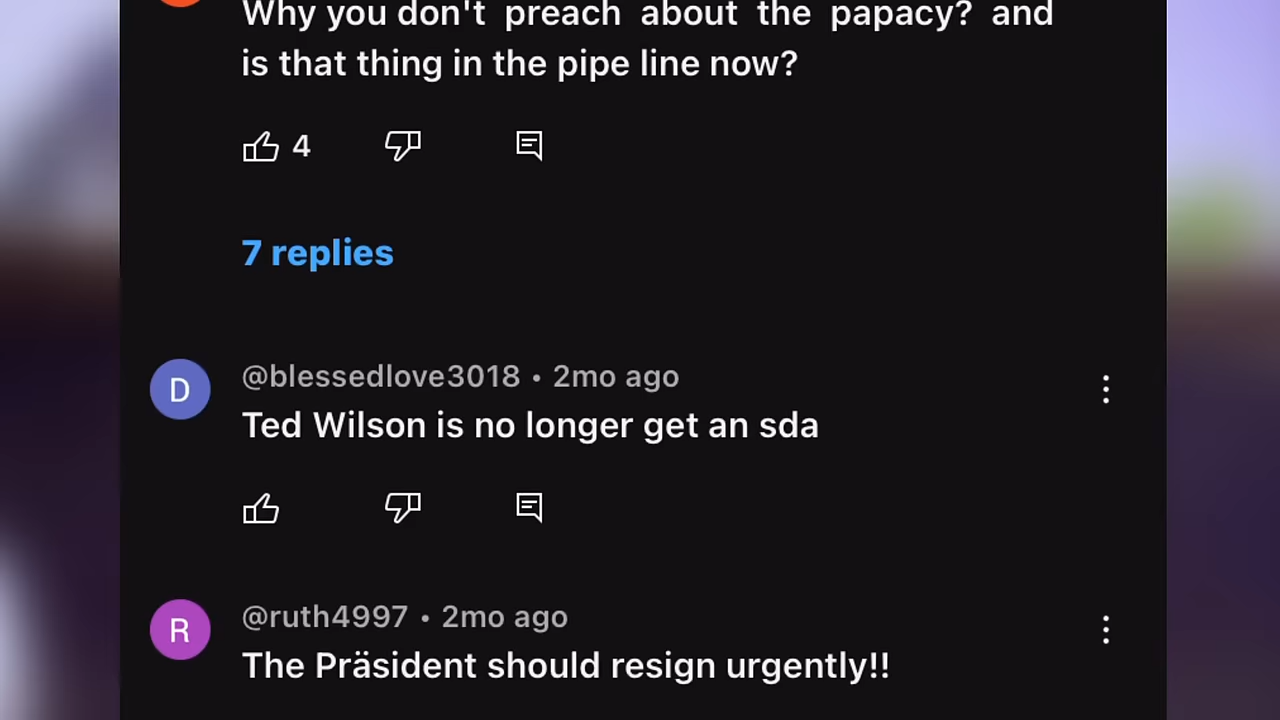 Why you don't preach about the papacy? and
is that thing in the pipe line now?
4
7 replies
D
@blessedlove3018 • 2mo ago
Ted Wilson is no longer get an sda
R
@ruth4997 • 2mo ago
The Präsident should resign urgently!!